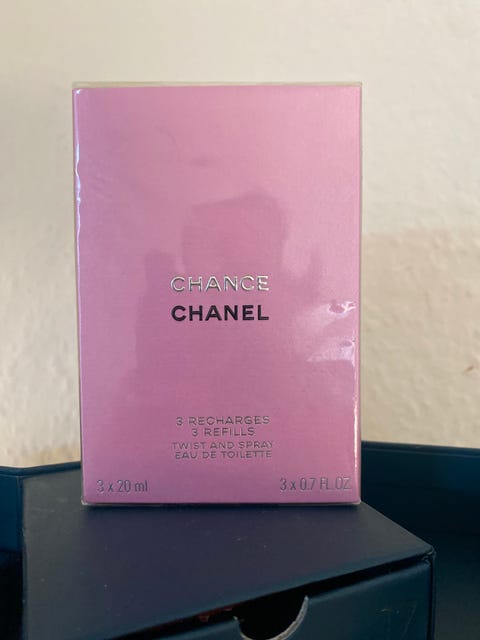 CHANCE
CHANEL
3 RECHARGES
3 REFILLS
TWIST AND SPRAY
EAU DE TOILETTE
3 x 20 ml 3 x 0.7 FL.OZ.